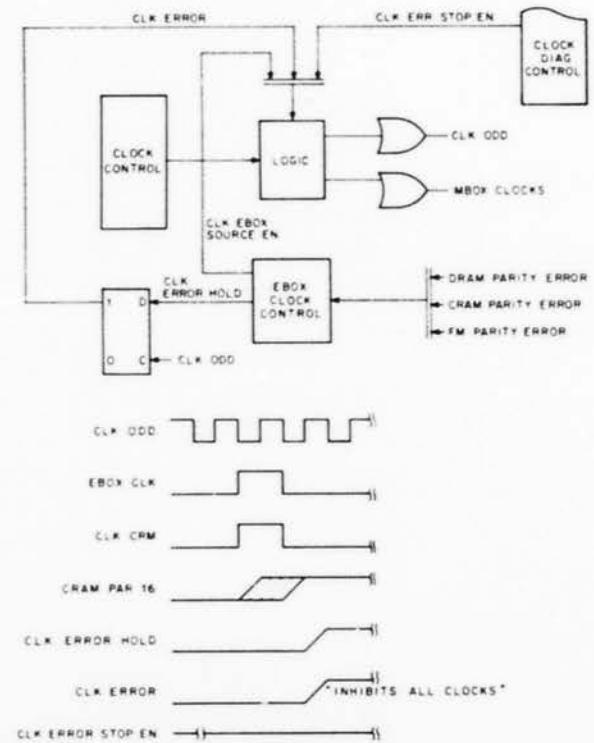 CLK ERROR
CLK ERR STOP EN
CLOCK
DIAG
CONTROL
CLOCK
CONTROL
LOGIC
CLK ODD
MBOX CLOCKS
CLK EBOX
SOURCE EN
CLK
ERROR HOLD
EBOX
CLOCK
CONTROL
DRAM PARITY ERROR
CRAM PARITY ERROR
FM PARITY ERROR
1 D
0 C
CLK ODD
CLK ODD
EBOX CLK
CLK CRM
CRAM PAR 16
CLK ERROR HOLD
CLK ERROR
"INHIBITS ALL CLOCKS"
CLK ERROR STOP EN